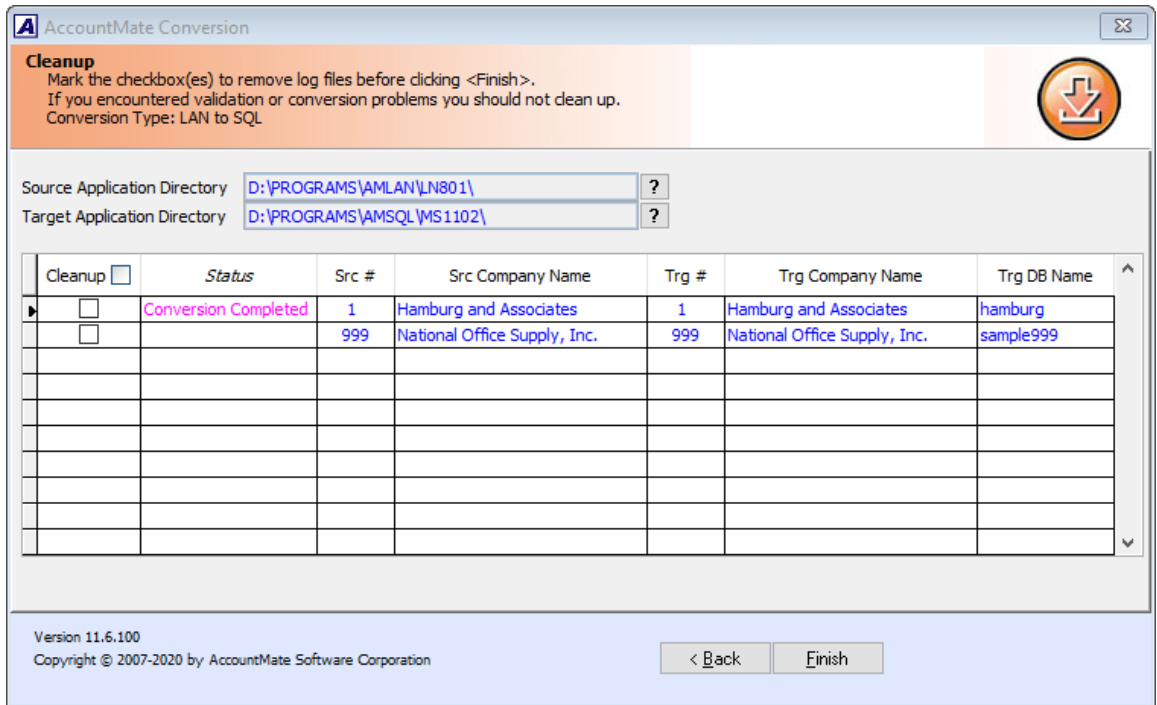 AccountMate Conversion
Cleanup
Mark the checkbox(es) to remove log files before clicking <Finish>.
If you encountered validation or conversion problems you should not clean up.
Conversion Type: LAN to SQL
Source Application Directory D:\PROGRAMS\AMLAN\LN801\ ?
Target Application Directory D:\PROGRAMS\AMSQL\MS1102\ ?
Cleanup Status Src # Src Company Name Trg # Trg Company Name Trg DB Name
Conversion Completed 1 Hamburg and Associates 1 Hamburg and Associates hamburg
999 National Office Supply, Inc. 999 National Office Supply, Inc. sample999
Version 11.6.100
Copyright © 2007-2020 by AccountMate Software Corporation
< Back Finish